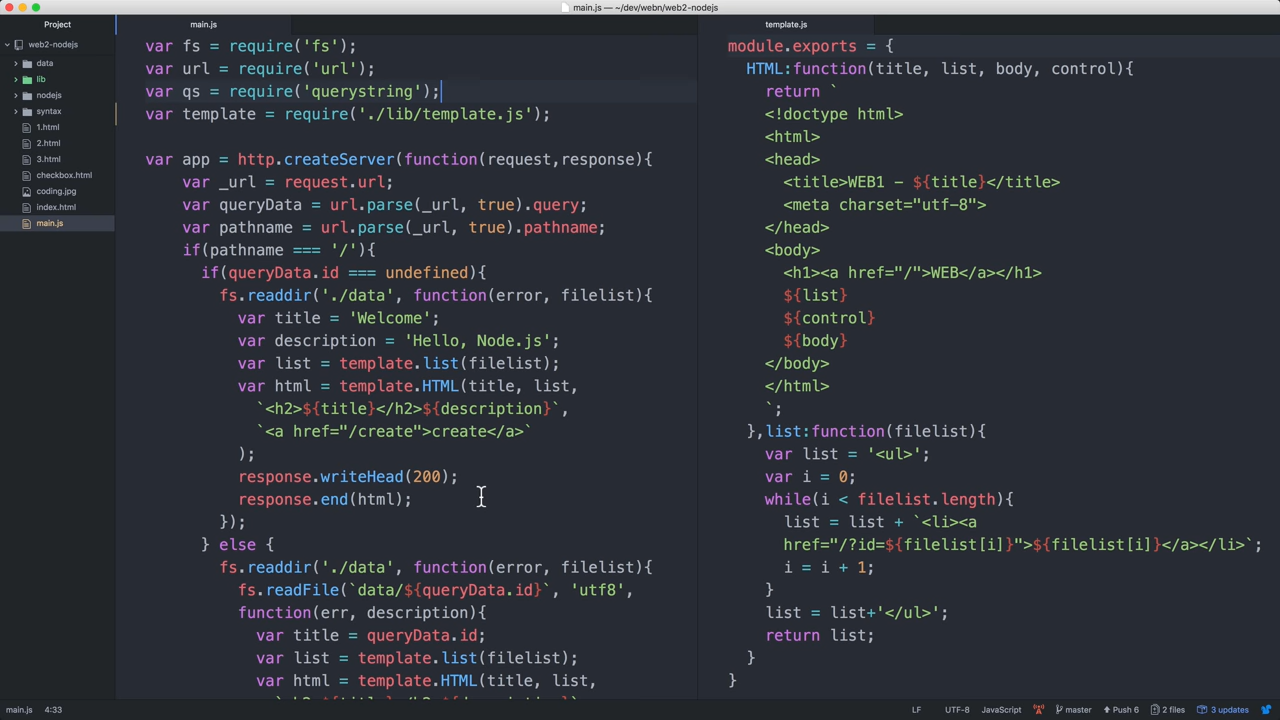 main.js — ~/dev/webn/web2-nodejs
Project
web2-nodejs
data
lib
nodejs
syntax
1.html
2.html
3.html
checkbox.html
coding.jpg
index.html
main.js
main.js
var fs = require('fs');
var url = require('url');
var qs = require('querystring');
var template = require('./lib/template.js');
var app = http.createServer(function(request,response){
var _url = request.url;
var queryData = url.parse(_url, true).query;
var pathname = url.parse(_url, true).pathname;
if(pathname === '/'){
if(queryData.id === undefined){
fs.readdir('./data', function(error, filelist){
var title = 'Welcome';
var description = 'Hello, Node.js';
var list = template.list(filelist);
var html = template.HTML(title, list,
`<h2>${title}</h2>${description}`,
`<a href="/create">create</a>`
);
response.writeHead(200);
response.end(html);
});
} else {
fs.readdir('./data', function(error, filelist){
fs.readFile(`data/${queryData.id}`, 'utf8',
function(err, description){
var title = queryData.id;
var list = template.list(filelist);
var html = template.HTML(title, list,
template.js
module.exports = {
HTML:function(title, list, body, control){
return `
<!doctype html>
<html>
<head>
<title>WEB1 - ${title}</title>
<meta charset="utf-8">
</head>
<body>
<h1><a href="/">WEB</a></h1>
${list}
${control}
${body}
</body>
</html>
`;
},list:function(filelist){
var list = '<ul>';
var i = 0;
while(i < filelist.length){
list = list + `<li><a
href="/?id=${filelist[i]}">${filelist[i]}</a></li>`;
i = i + 1;
}
list = list+'</ul>';
return list;
}
}
main.js 4:33
LF UTF-8 JavaScript master Push 6 2 files 3 updates